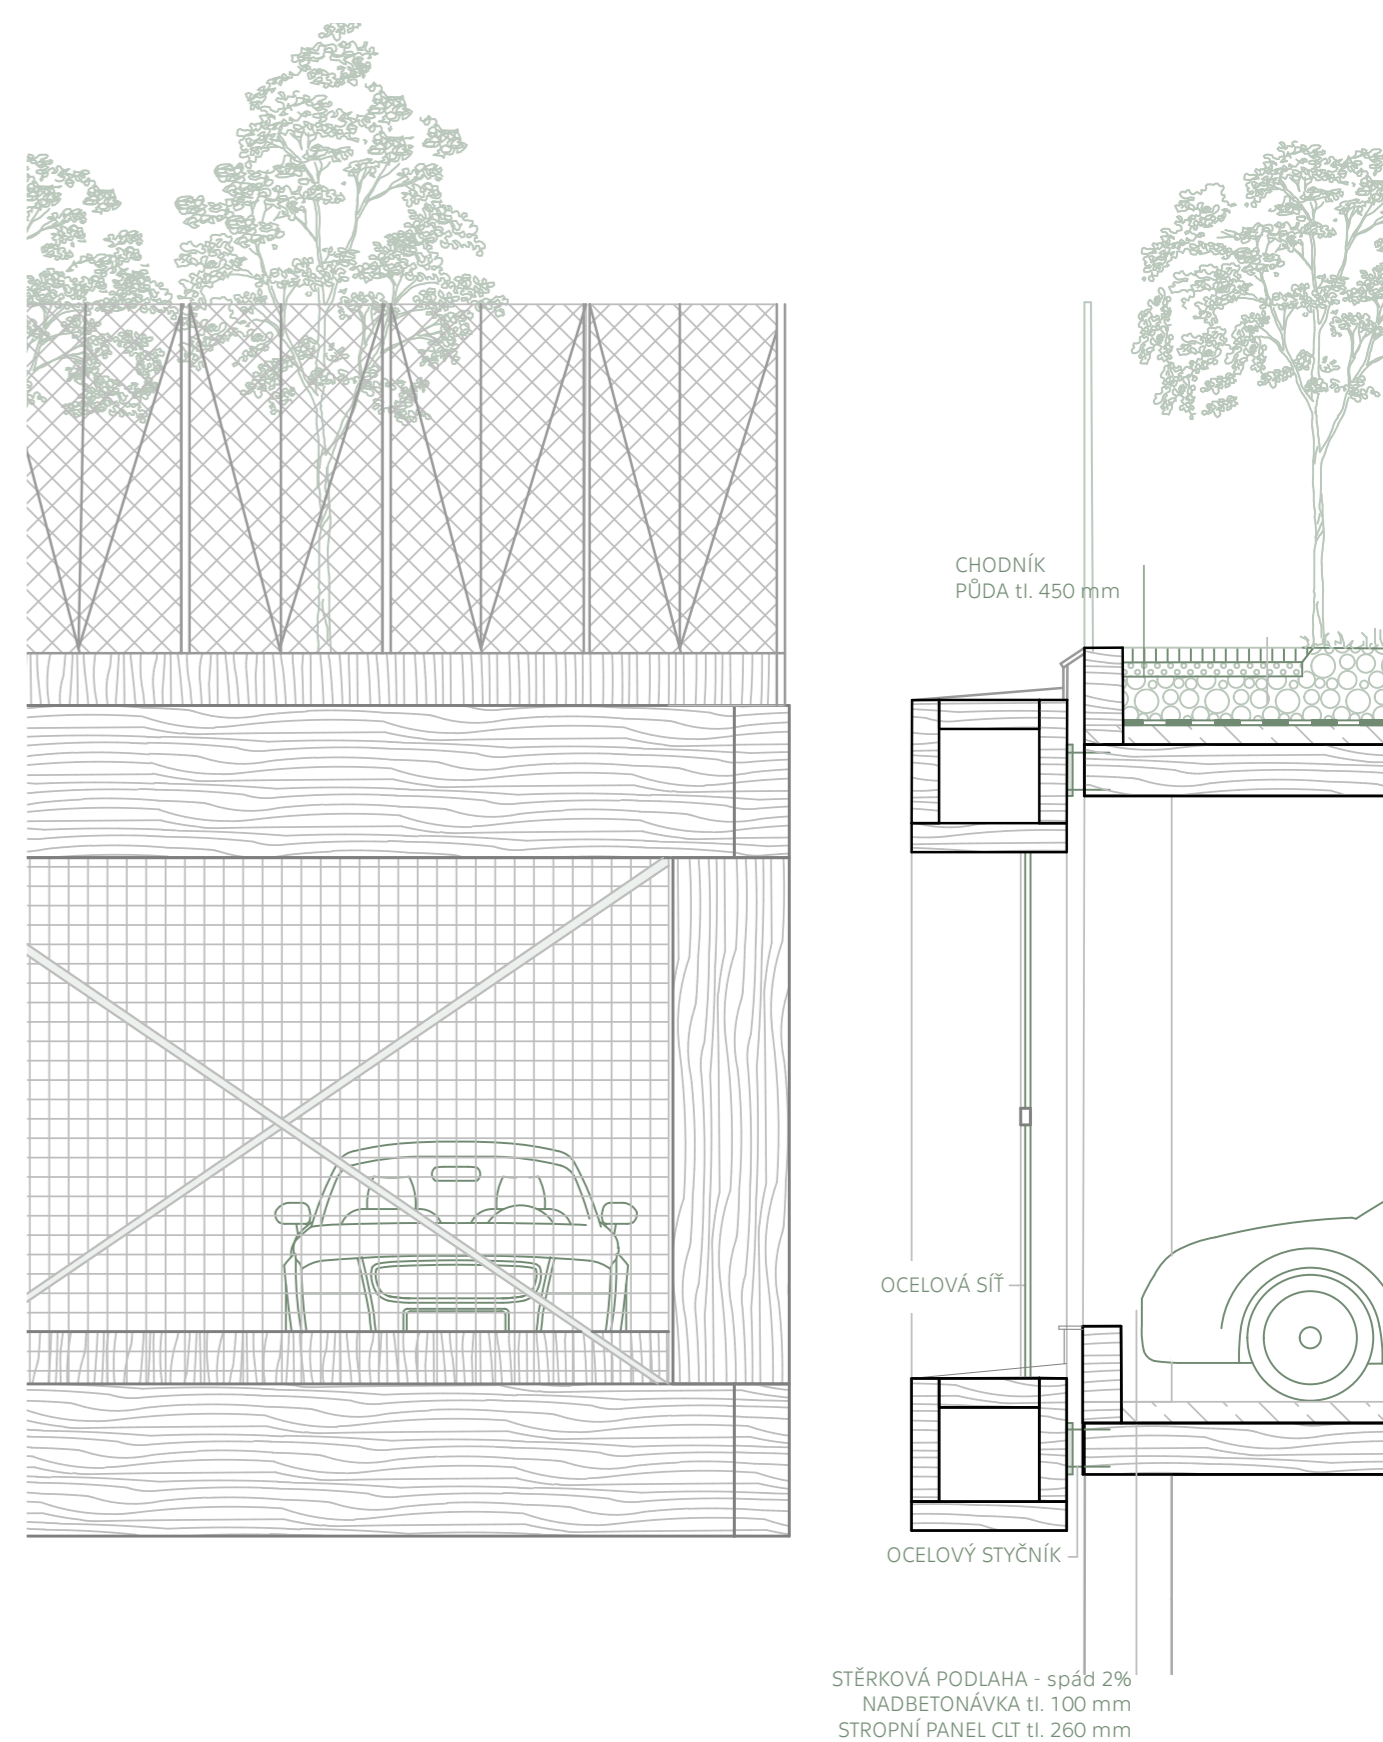 CHODNÍK
PŮDA tl. 450 mm
OCELOVÁ SÍŤ
OCELOVÝ STYČNÍK
STĚRKOVÁ PODLAHA - spád 2%
NADBETONÁVKA tl. 100 mm
STROPNÍ PANEL CLT tl. 260 mm